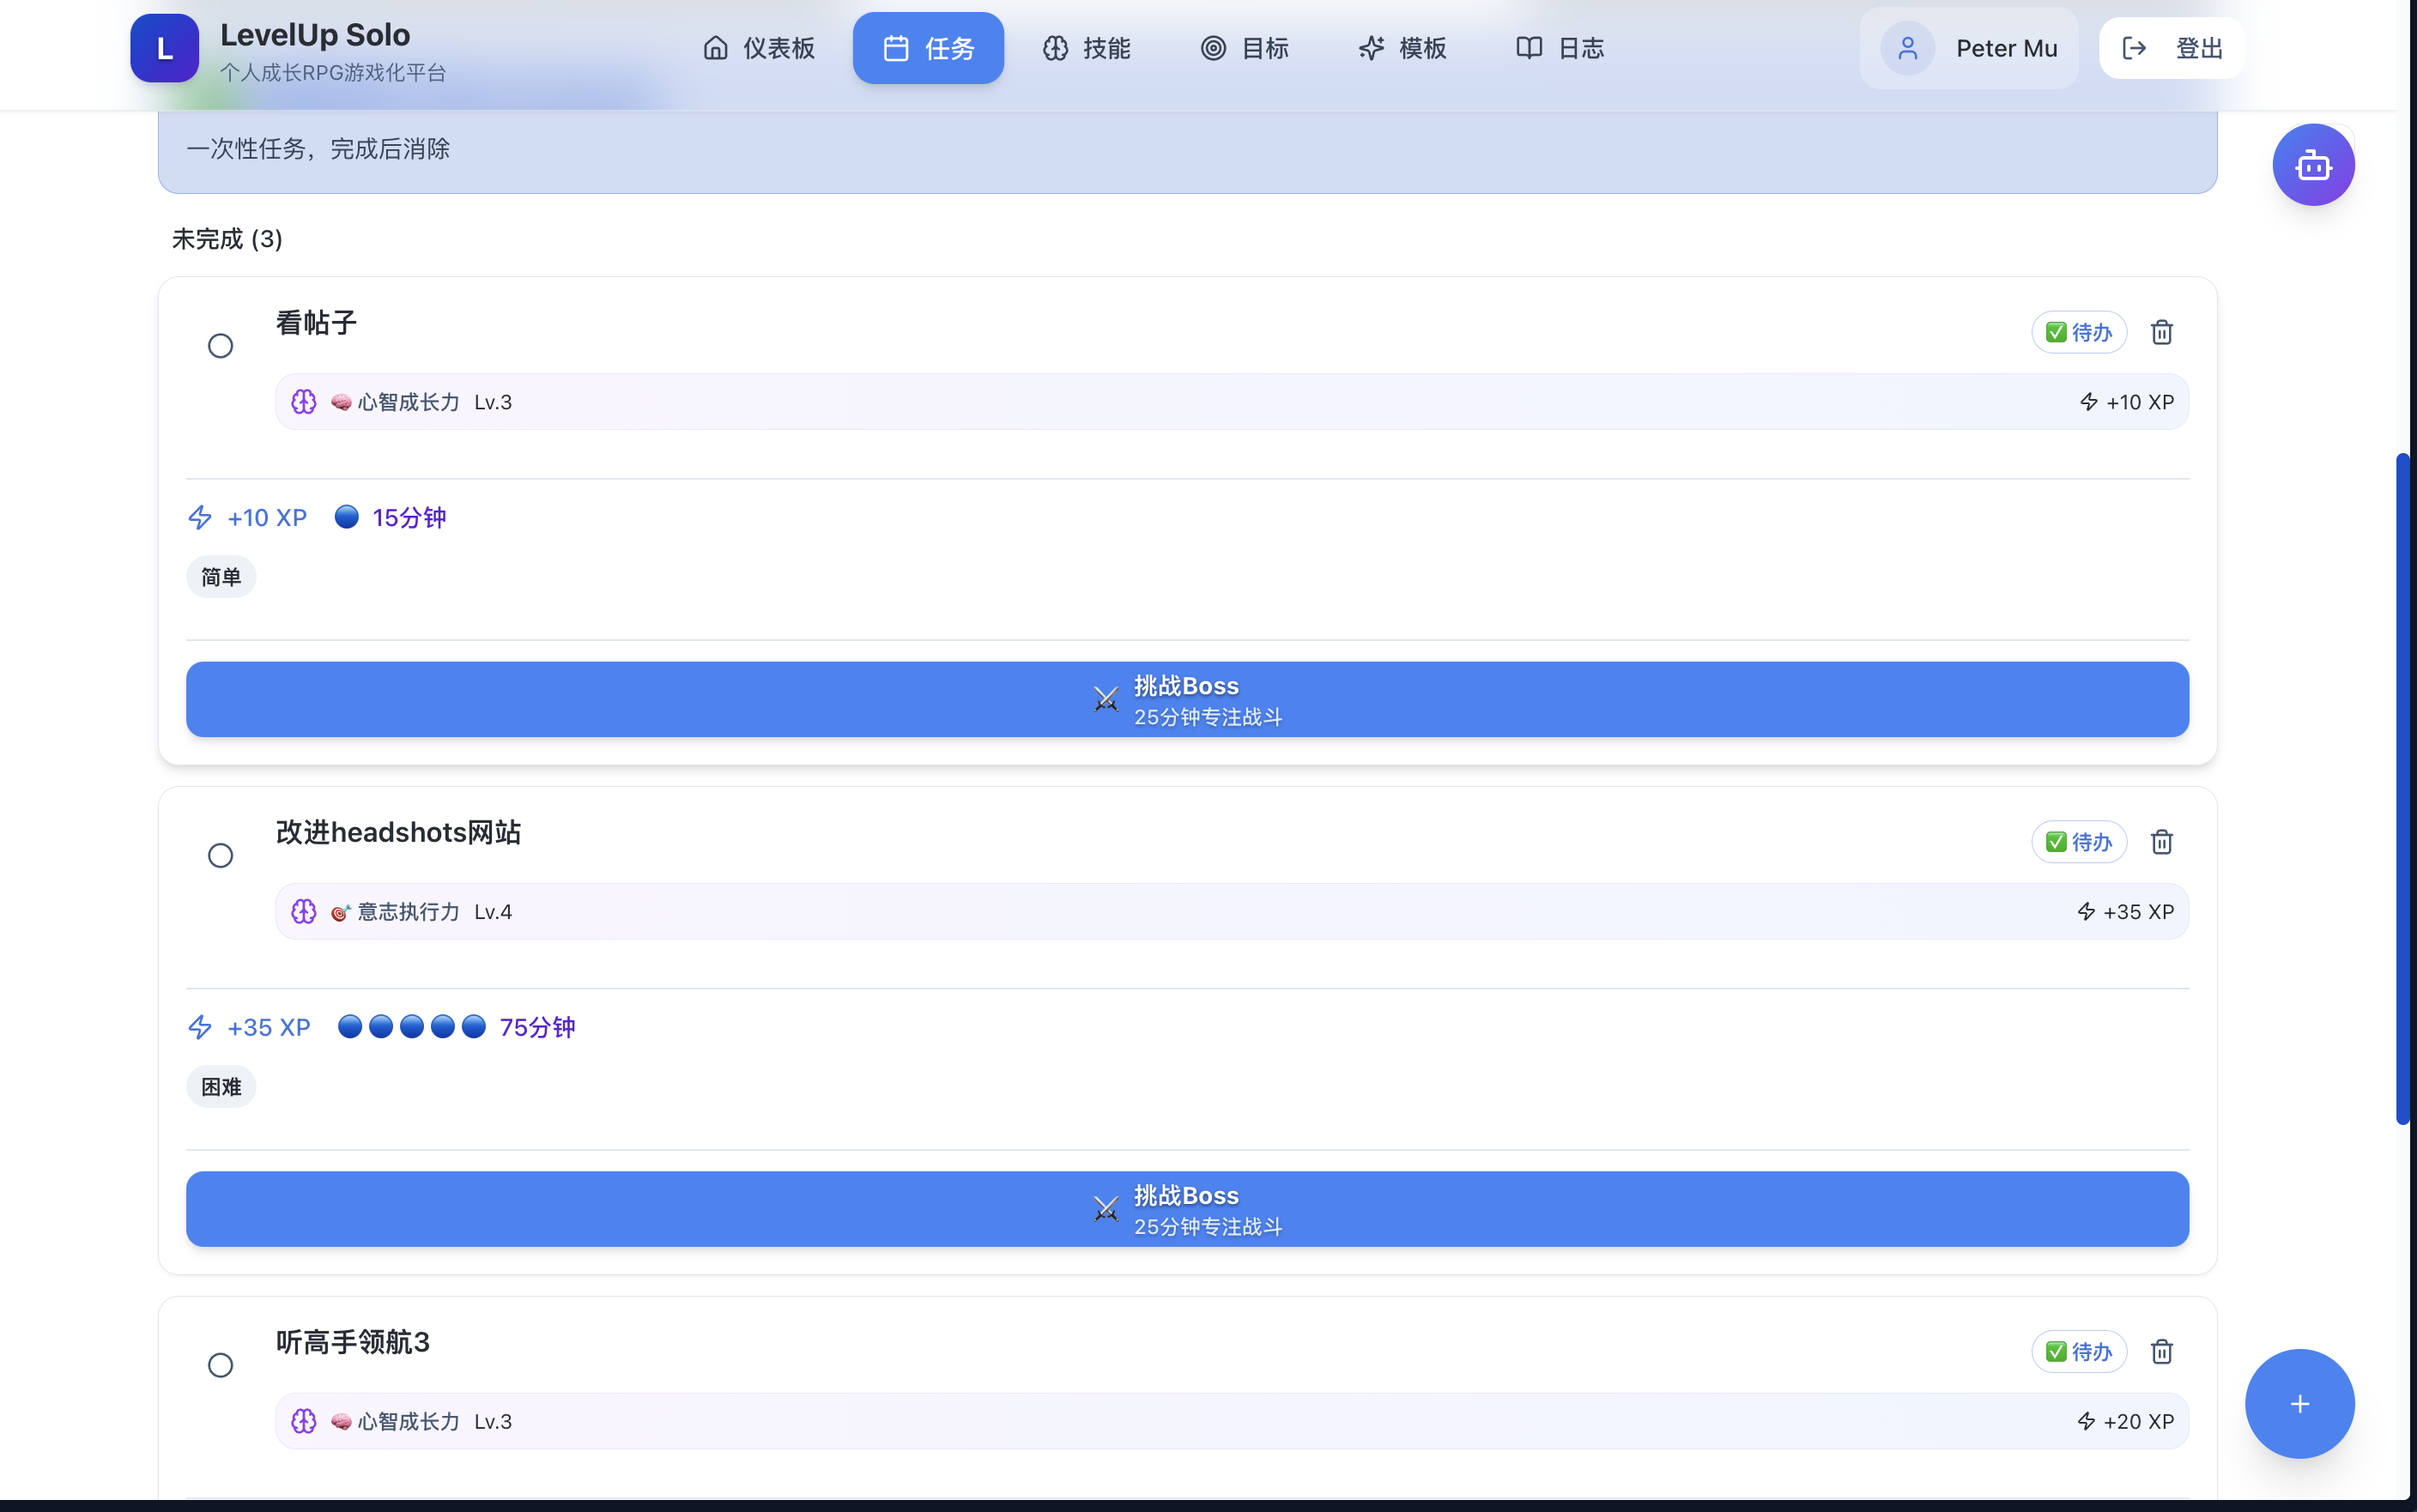 L
LevelUp Solo
个人成长RPG游戏化平台
仪表板
任务
技能
目标
模板
日志
Peter Mu
登出
一次性任务，完成后消除
未完成 (3)
看帖子
待办
心智成长力 Lv.3
+10 XP
+10 XP 15分钟
简单
挑战Boss
25分钟专注战斗
改进headshots网站
待办
意志执行力 Lv.4
+35 XP
+35 XP 75分钟
困难
挑战Boss
25分钟专注战斗
听高手领航3
待办
心智成长力 Lv.3
+20 XP
+